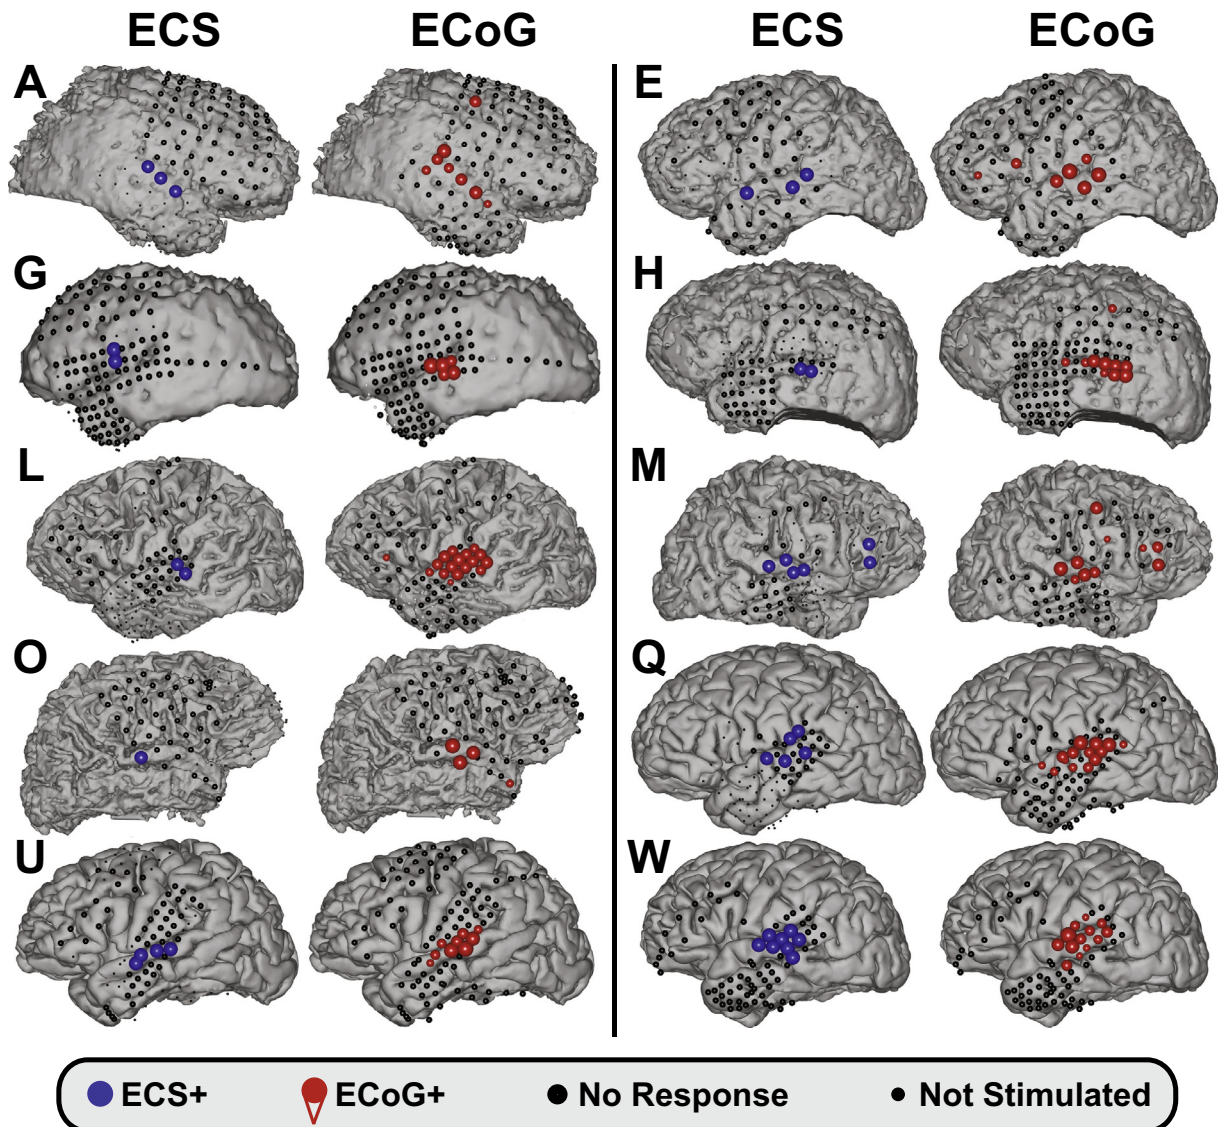 ECS ECoG ECS ECoG
A E
G H
L M
O Q
U W
ECS+ ECoG+ No Response Not Stimulated